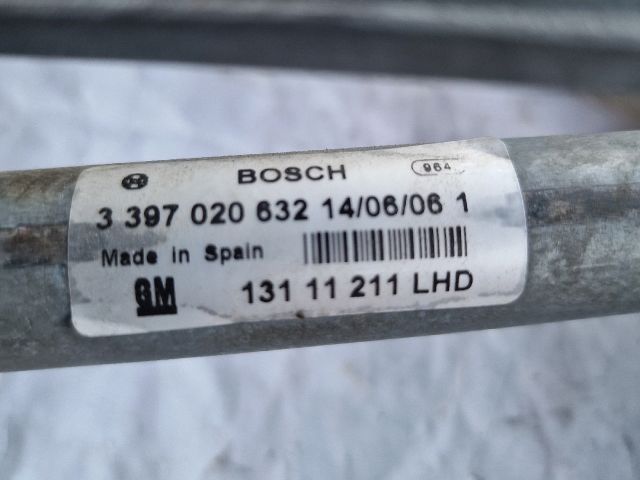 BOSCH 964
3 397 020 632 14/06/06 1
Made in Spain
GM 131 11 211 LHD